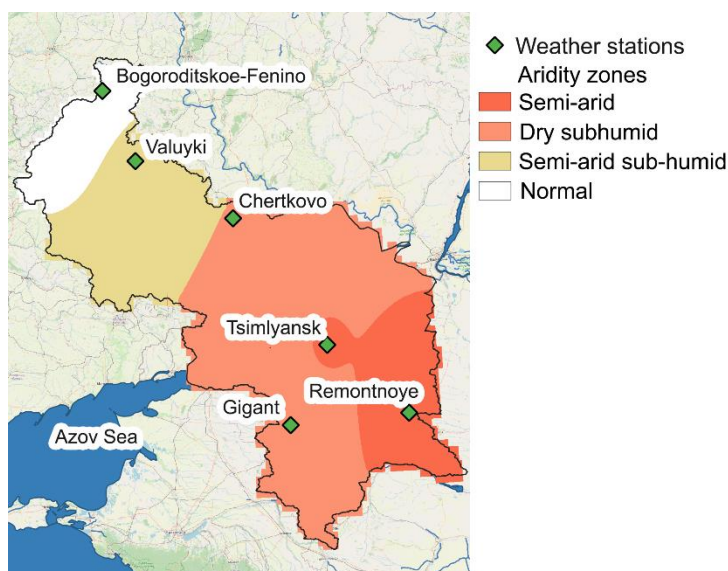 Bogoroditskoe-Fenino
Valuyki
Chertkovo
Tsimlyansk
Remontnoye
Gigant
Azov Sea
Weather stations
Aridity zones
Semi-arid
Dry subhumid
Semi-arid sub-humid
Normal